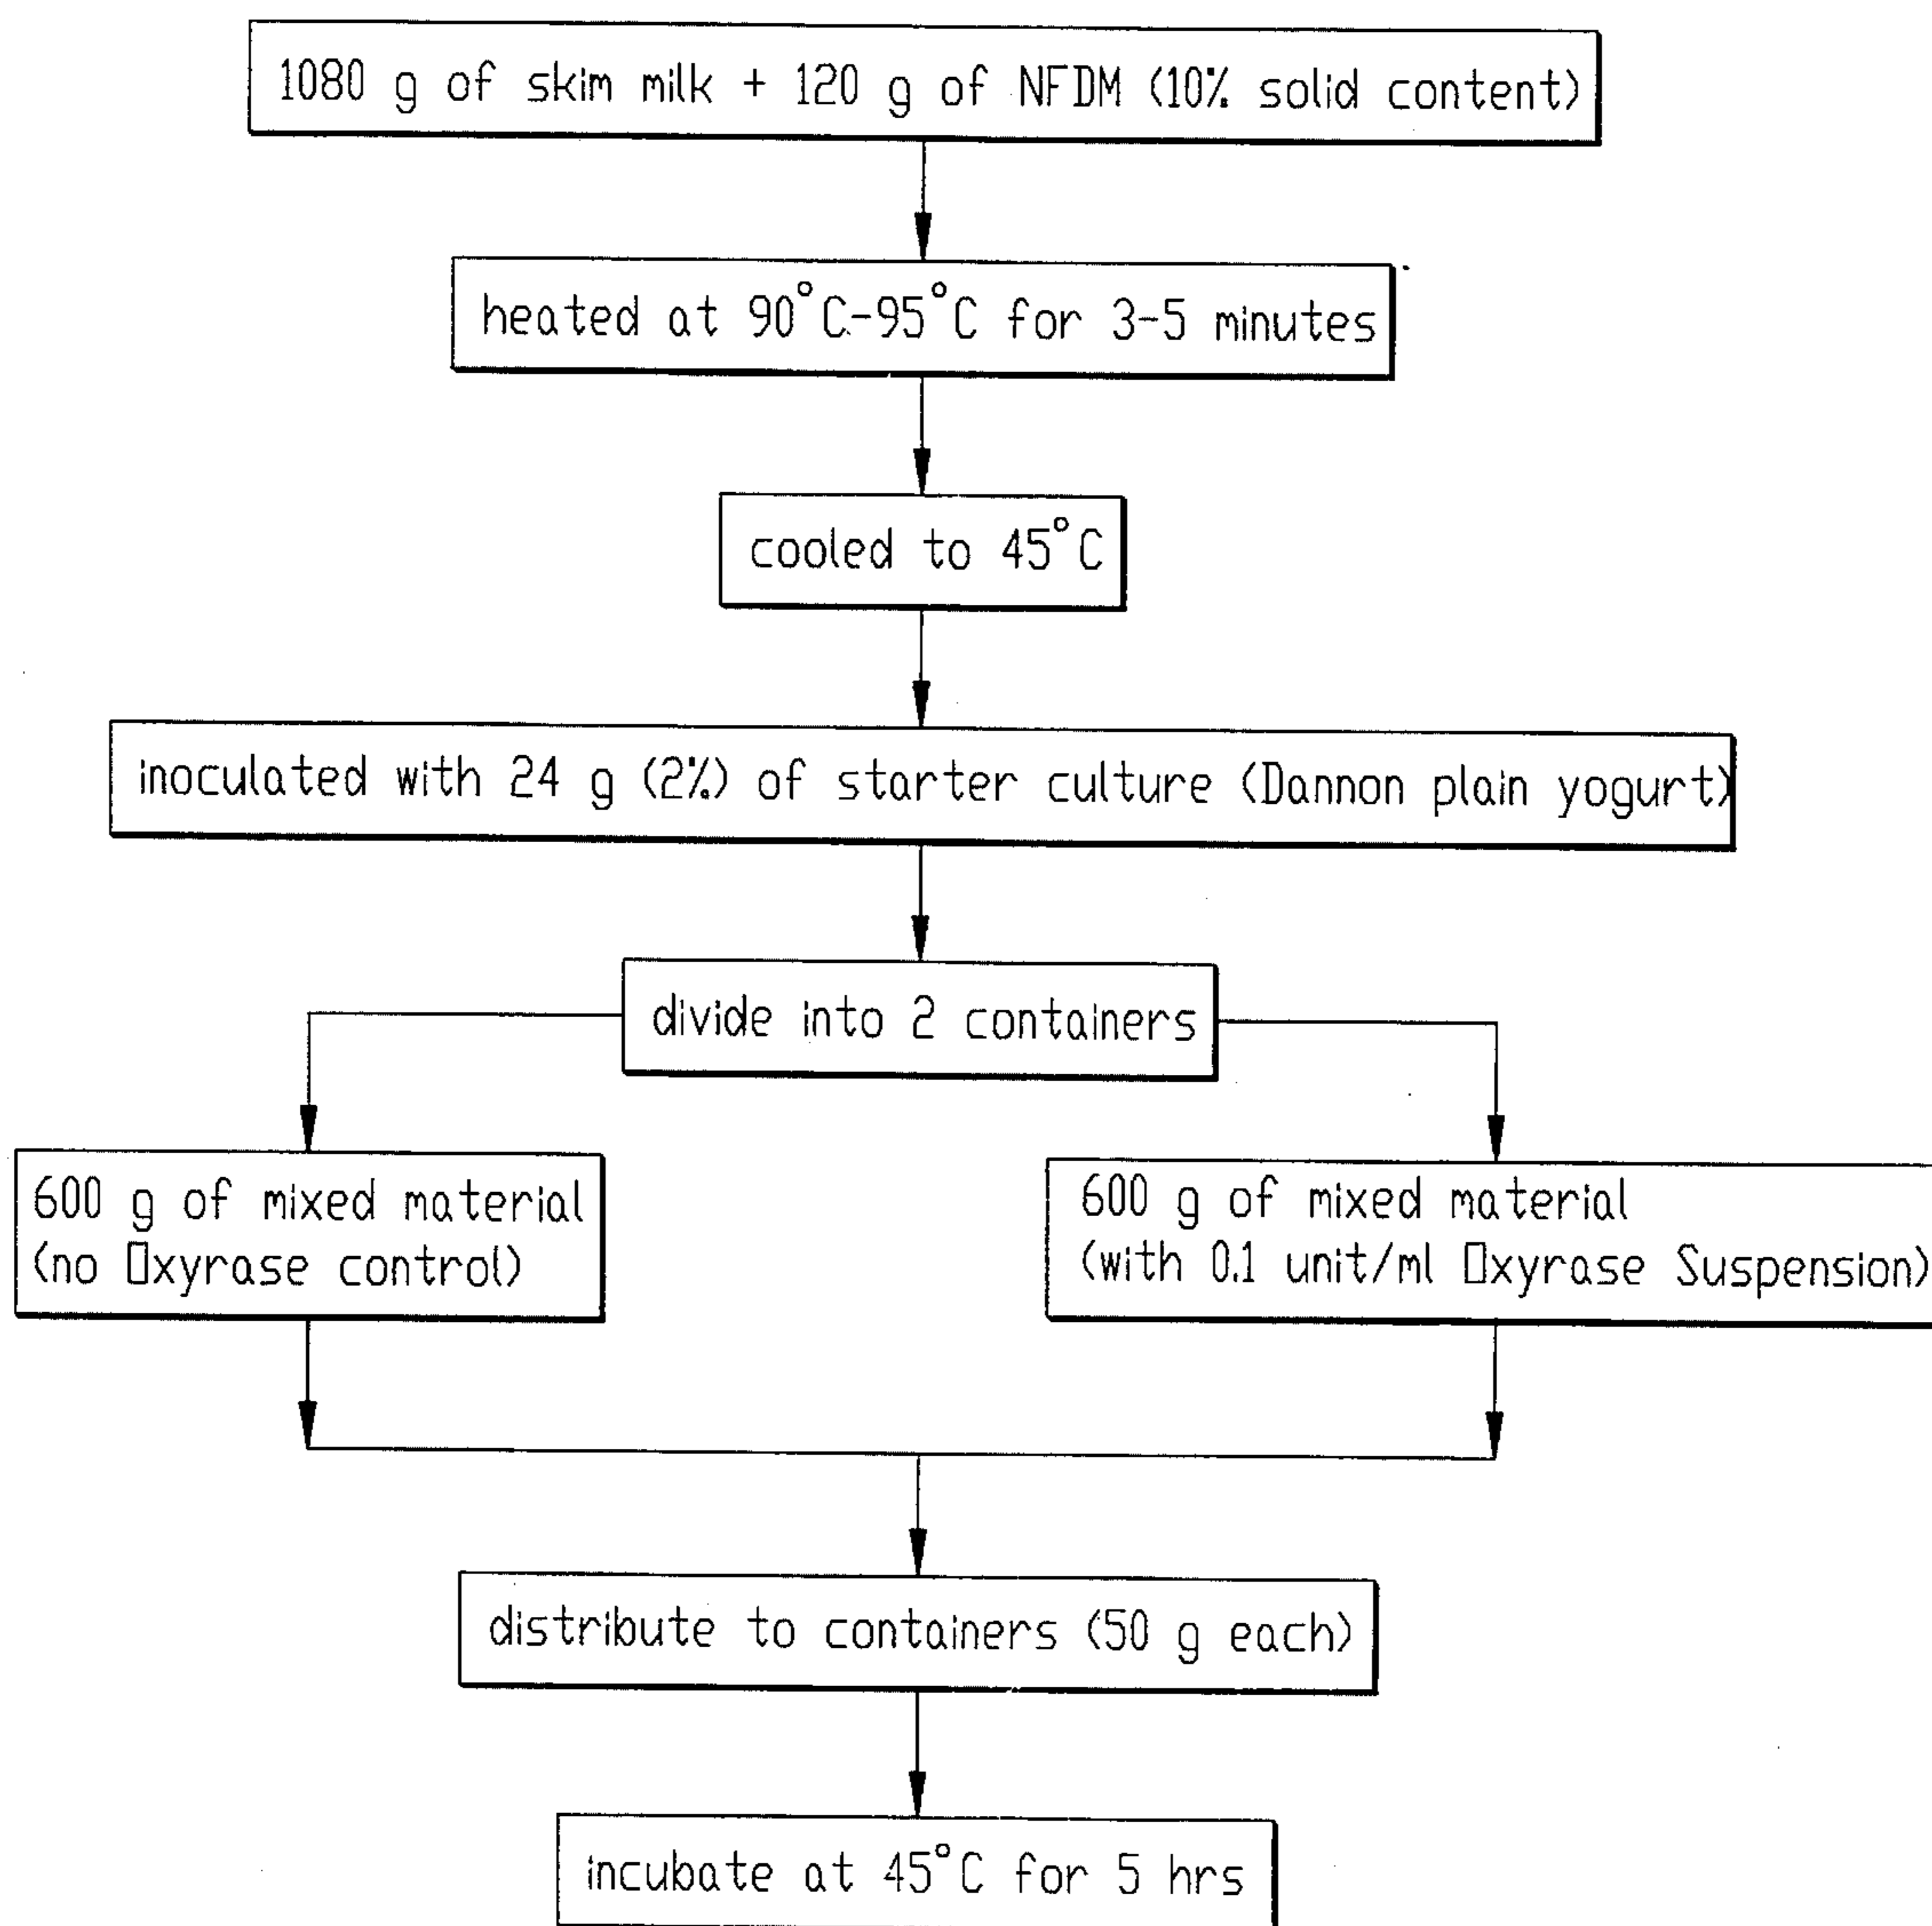 1080 g of skim milk + 120 g of NFDM (10% solid content)
heated at 90°C-95°C for 3-5 minutes
cooled to 45°C
inoculated with 24 g (2%) of starter culture (Dannon plain yogurt)
divide into 2 containers
600 g of mixed material
(no Oxyrase control)
600 g of mixed material
(with 0.1 unit/ml Oxyrase Suspension)
distribute to containers (50 g each)
incubate at 45°C for 5 hrs